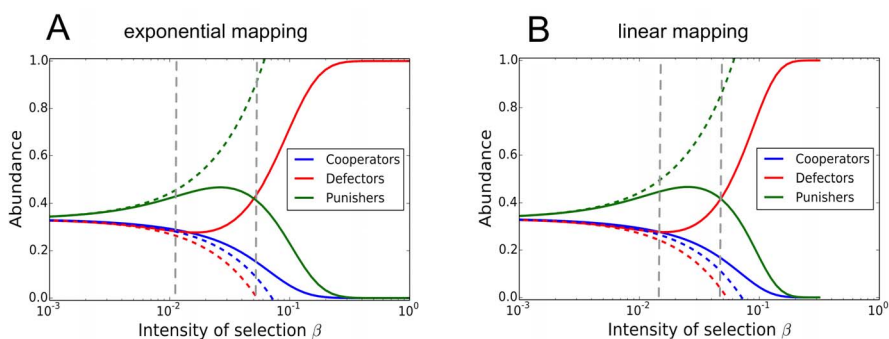 A
exponential mapping
Abundance
1.0
0.8
0.6
0.4
0.2
0.0
Cooperators
Defectors
Punishers
10⁻³
10⁻²
10⁻¹
10⁰
Intensity of selection β
B
linear mapping
Abundance
1.0
0.8
0.6
0.4
0.2
0.0
Cooperators
Defectors
Punishers
10⁻³
10⁻²
10⁻¹
10⁰
Intensity of selection β